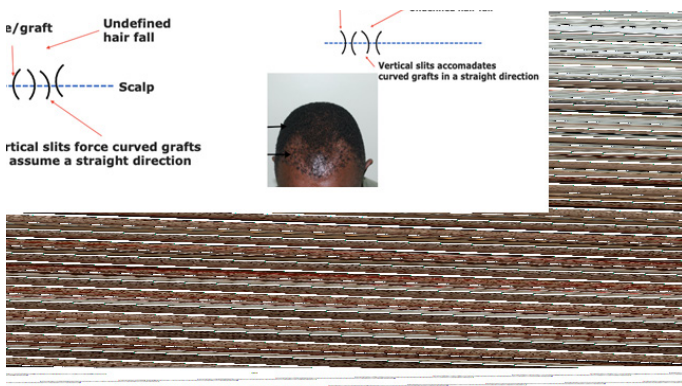 e/graft
Undefined
hair fall
Scalp
rtical slits force curved grafts
assume a straight direction
Vertical slits accomadates
curved grafts in a straight direction